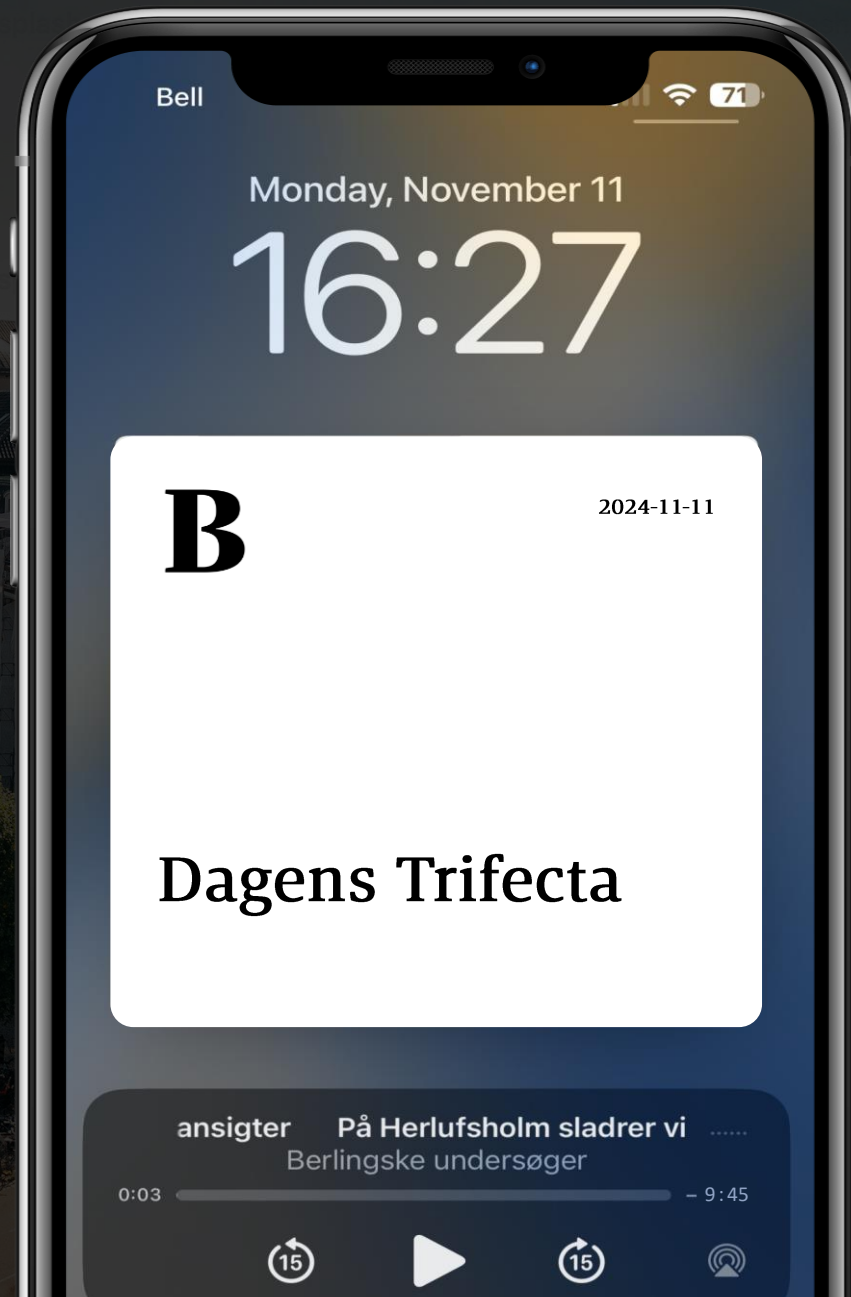 Bell
71
Monday, November 11
16:27
B
2024-11-11
Dagens Trifecta
ansigter På Herlufsholm sladrer vi ......
Berlingske undersøger
0:03
– 9:45
15
15